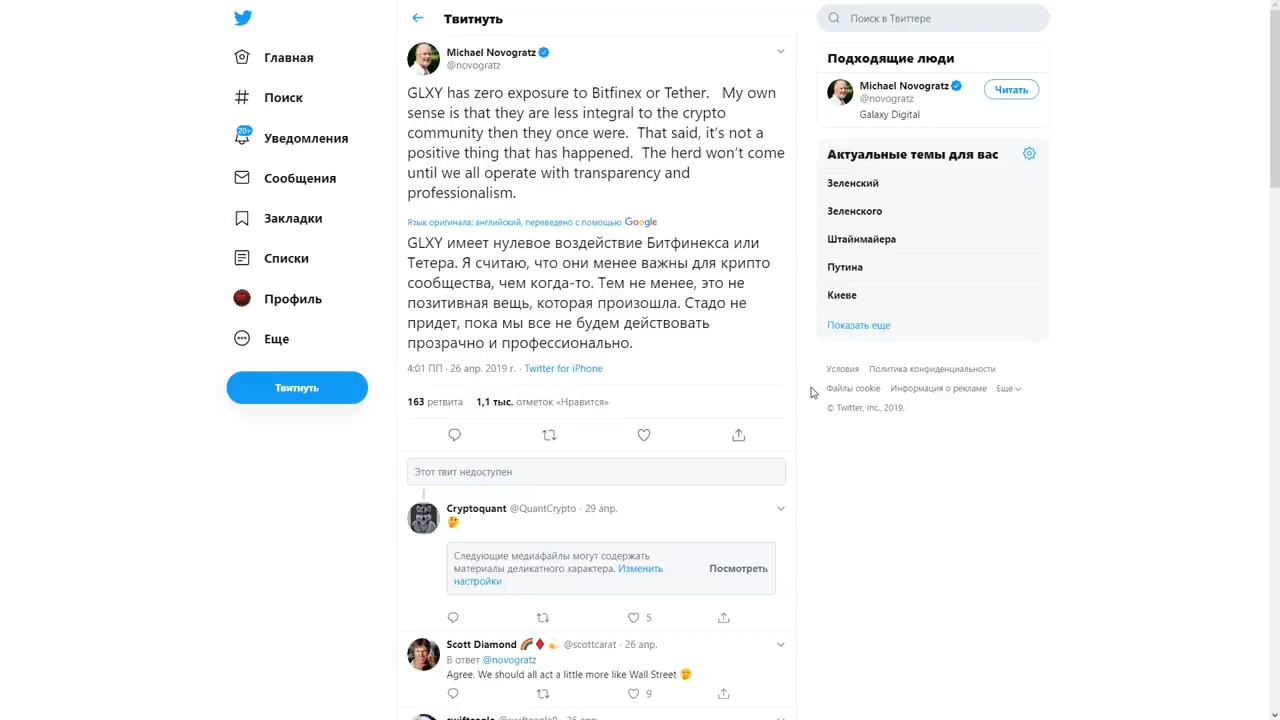 Главная
Поиск
20+
Уведомления
Сообщения
Закладки
Списки
Профиль
Еще
Твитнуть
Твитнуть
Michael Novogratz
@novogratz
GLXY has zero exposure to Bitfinex or Tether. My own
sense is that they are less integral to the crypto
community then they once were. That said, it’s not a
positive thing that has happened. The herd won’t come
until we all operate with transparency and
professionalism.
Язык оригинала: английский, переведено с помощью Google
GLXY имеет нулевое воздействие Битфинекса или
Тетера. Я считаю, что они менее важны для крипто
сообщества, чем когда-то. Тем не менее, это не
позитивная вещь, которая произошла. Стадо не
придет, пока мы все не будем действовать
прозрачно и профессионально.
4:01 ПП · 26 апр. 2019 г. · Twitter for iPhone
163 ретвита 1,1 тыс. отметок «Нравится»
Этот твит недоступен
Cryptoquant @QuantCrypto · 29 апр.
🤔
Следующие медиафайлы могут содержать
материалы деликатного характера. Изменить
настройки
Посмотреть
5
Scott Diamond @scottcarat · 26 апр.
В ответ @novogratz
Agree. We should all act a little more like Wall Street
9
swifteagle @swifteagle8 · 26 апр.
Поиск в Твиттере
Подходящие люди
Michael Novogratz
@novogratz
Читать
Galaxy Digital
Актуальные темы для вас
Зеленский
Зеленского
Штайнмайера
Путина
Киеве
Показать еще
Условия Политика конфиденциальности
Файлы cookie Информация о рекламе Еще
© Twitter, Inc., 2019.